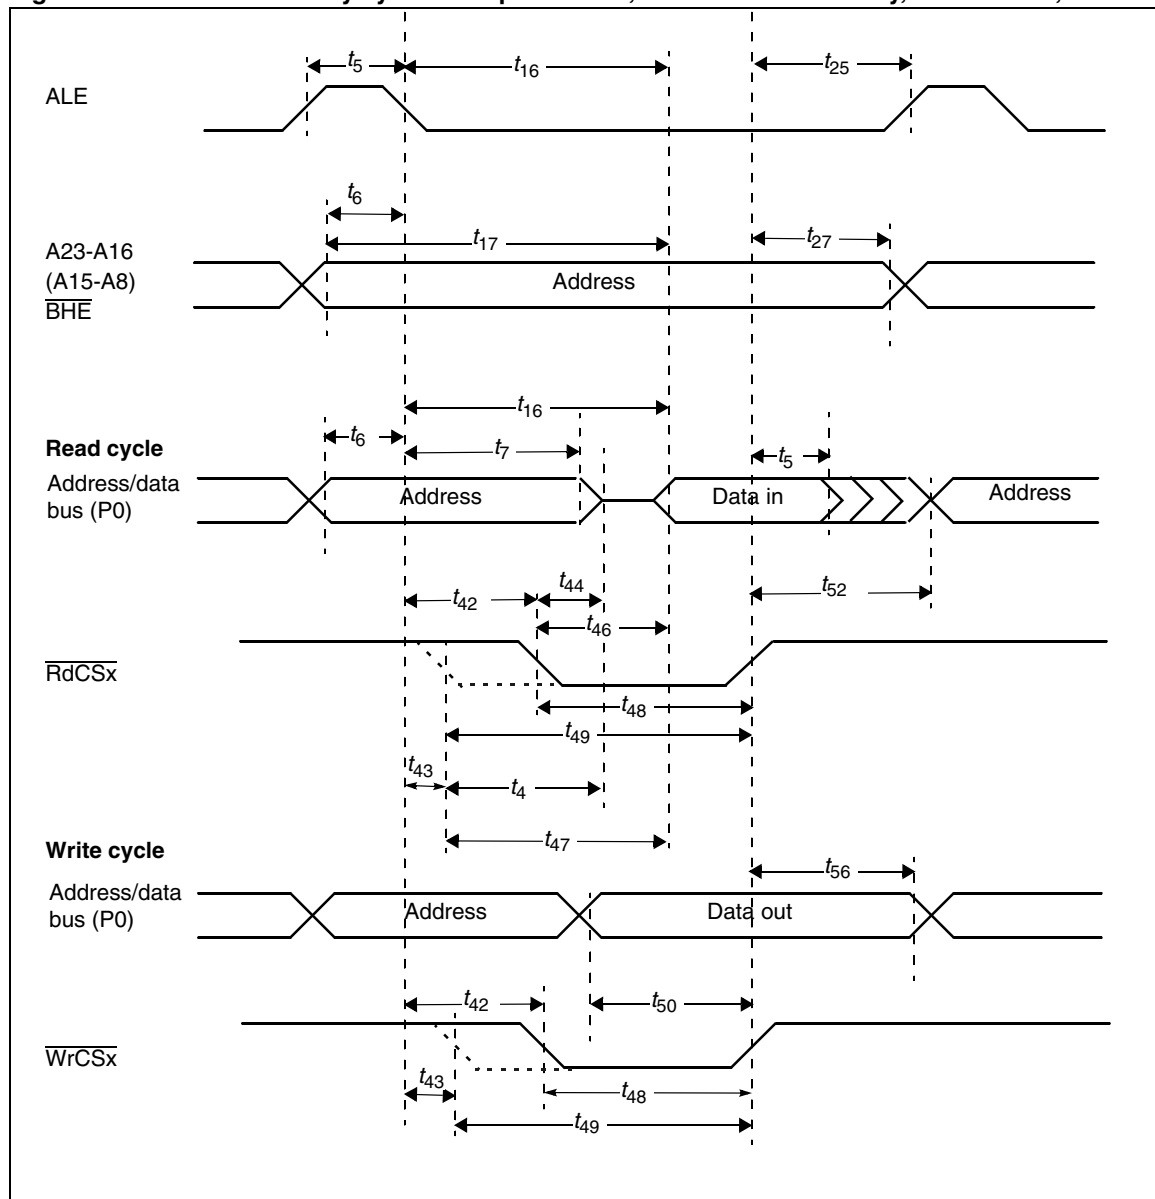 t5 t16 t25
ALE
t6
t17 t27
A23-A16
(A15-A8) Address
BHE
t16
t6 t7 t5
Read cycle
Address/data
bus (P0)
Address Data in Address
t42 t44 t52
t46
RdCSx
t48
t49
t43 t4
t47
Write cycle
t56
Address/data
bus (P0)
Address Data out
t42 t50
WrCSx
t43 t48
t49